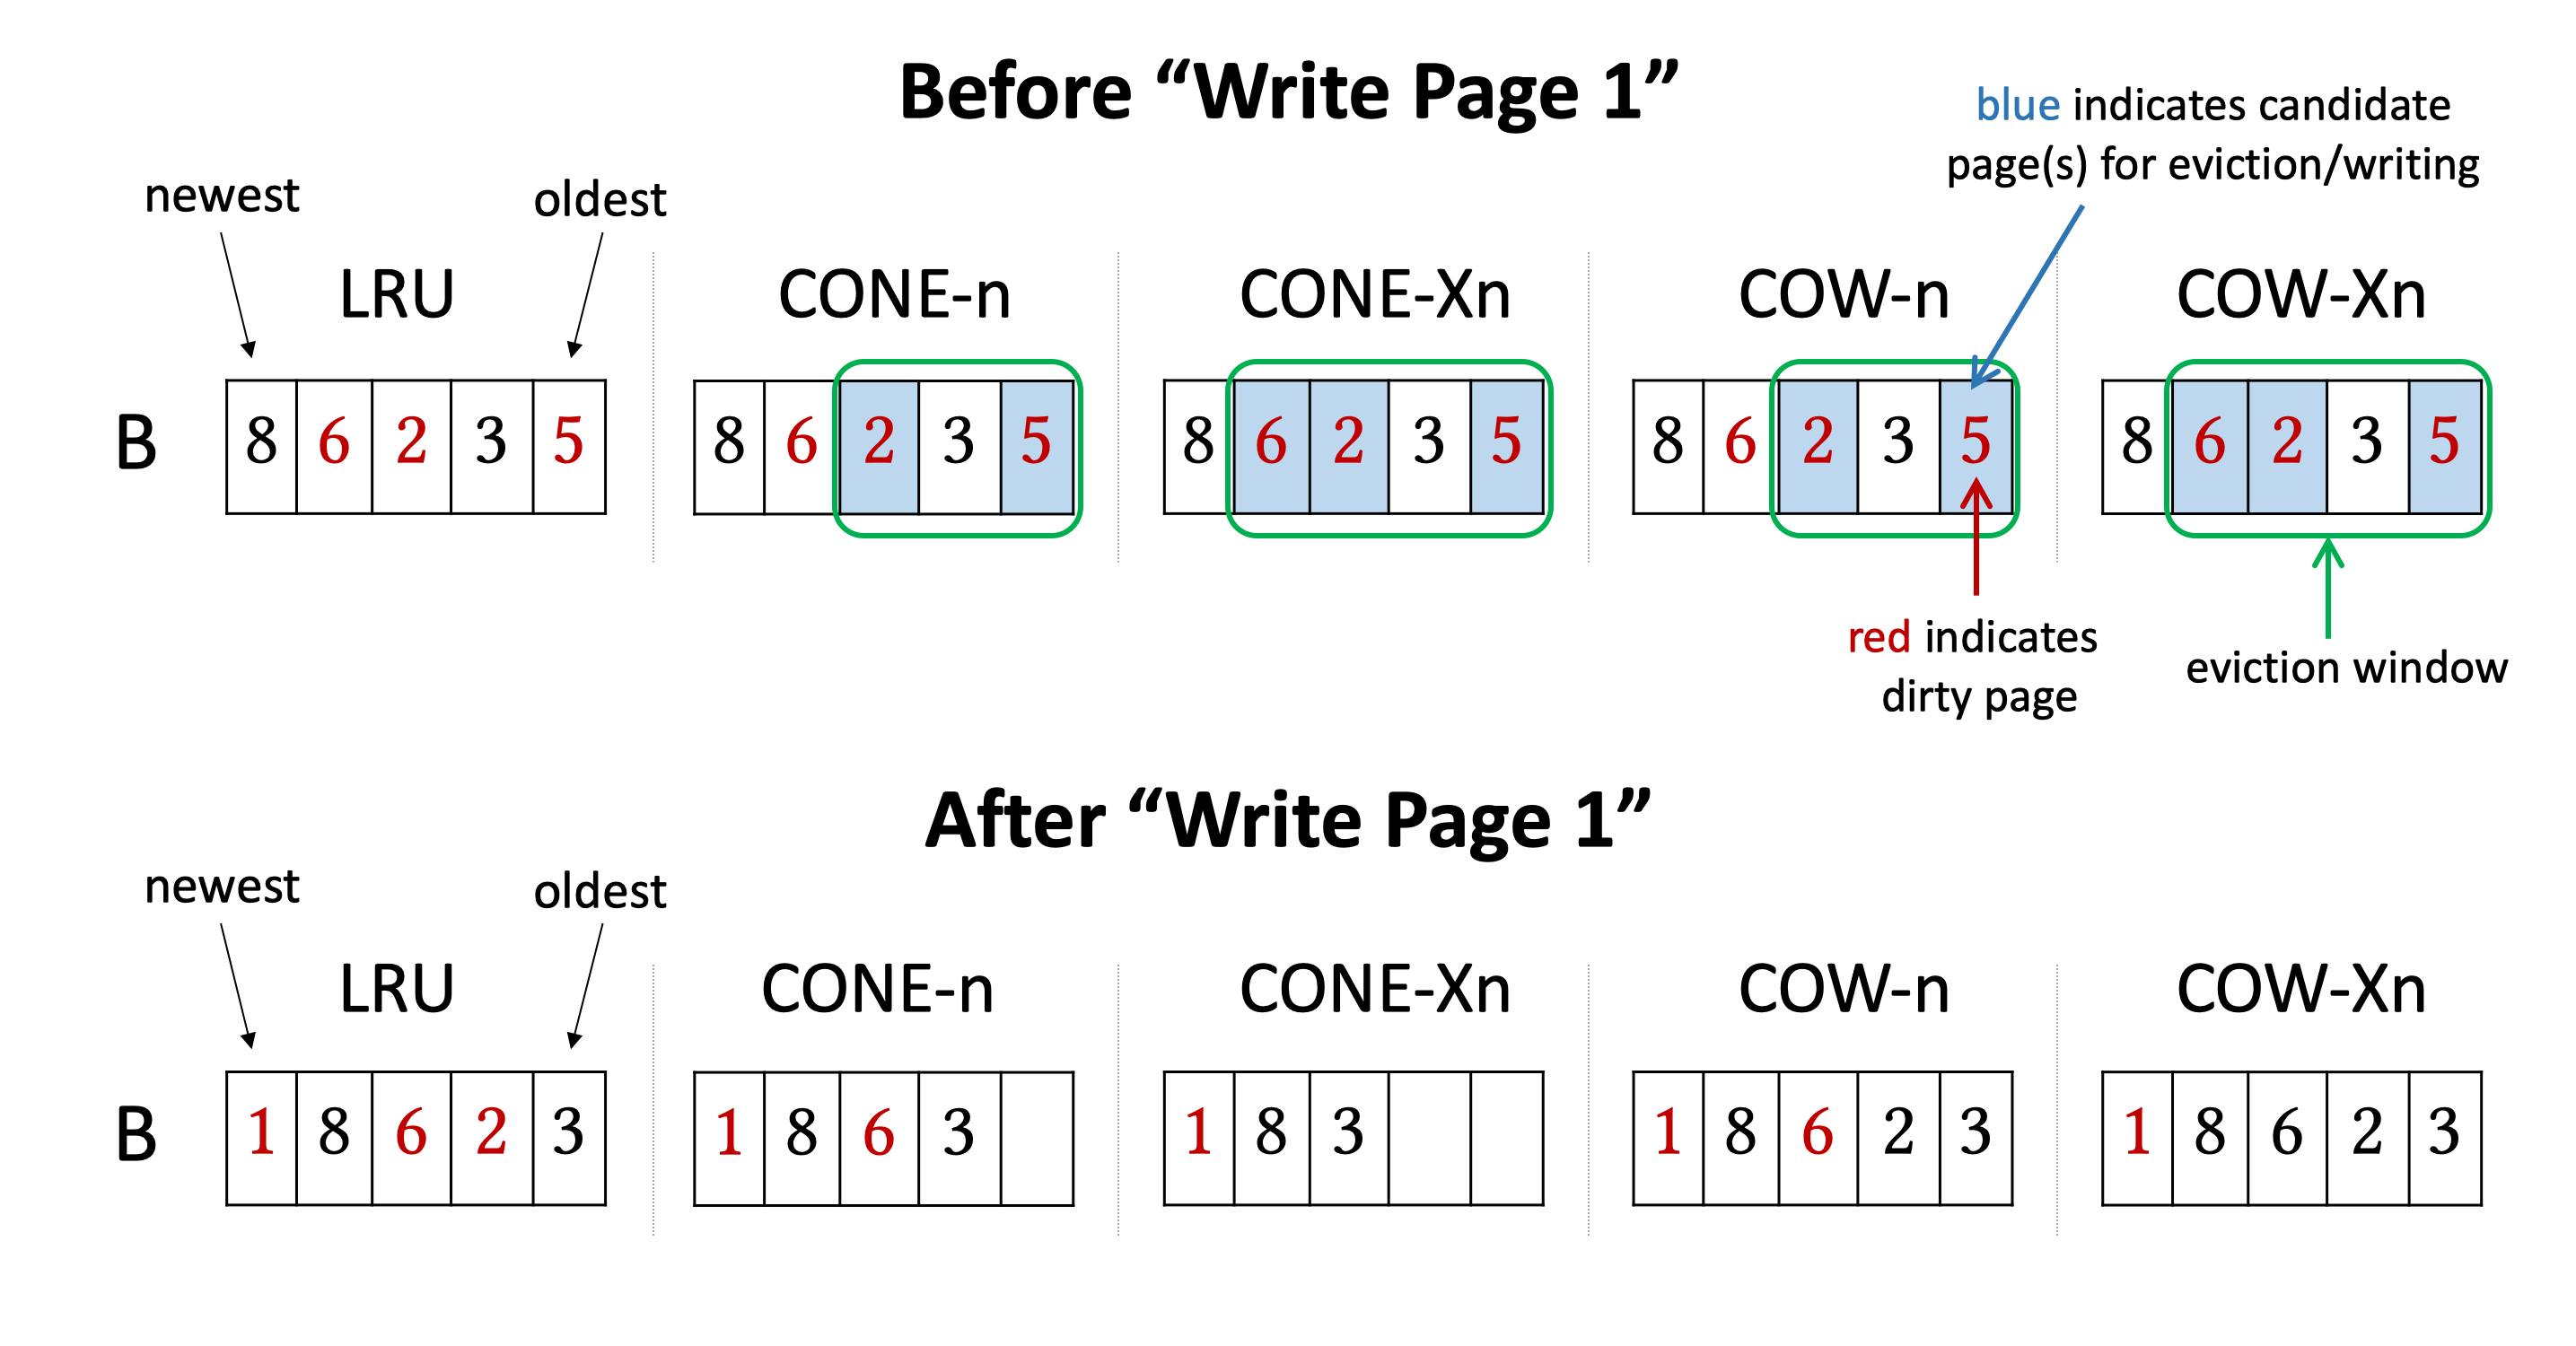 Before “Write Page 1”
blue indicates candidate
page(s) for eviction/writing
newest
oldest
LRU
CONE-n
CONE-Xn
COW-n
COW-Xn
B
8 6 2 3 5
8 6 2 3 5
8 6 2 3 5
8 6 2 3 5
8 6 2 3 5
red indicates
dirty page
eviction window
After “Write Page 1”
newest
oldest
LRU
CONE-n
CONE-Xn
COW-n
COW-Xn
B
1 8 6 2 3
1 8 6 3
1 8 3
1 8 6 2 3
1 8 6 2 3